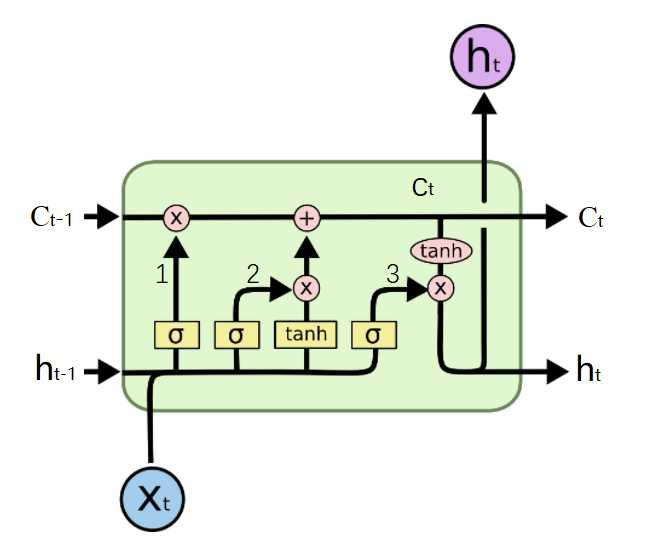 ht
Ct
Ct-1 x + Ct
tanh
1 2 x 3 x
σ σ tanh σ
ht-1 ht
Xt